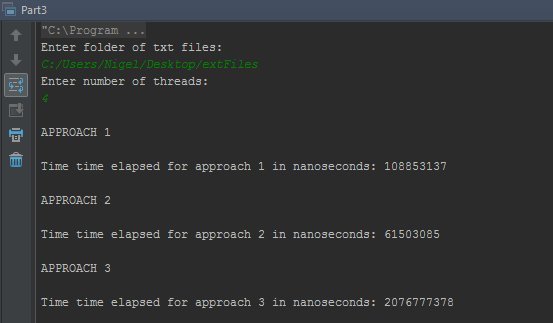 Part3
"C:\Program ...
Enter folder of txt files:
C:/Users/Nigel/Desktop/extFiles
Enter number of threads:
4
APPROACH 1
Time time elapsed for approach 1 in nanoseconds: 108853137
APPROACH 2
Time time elapsed for approach 2 in nanoseconds: 61503085
APPROACH 3
Time time elapsed for approach 3 in nanoseconds: 2076777378